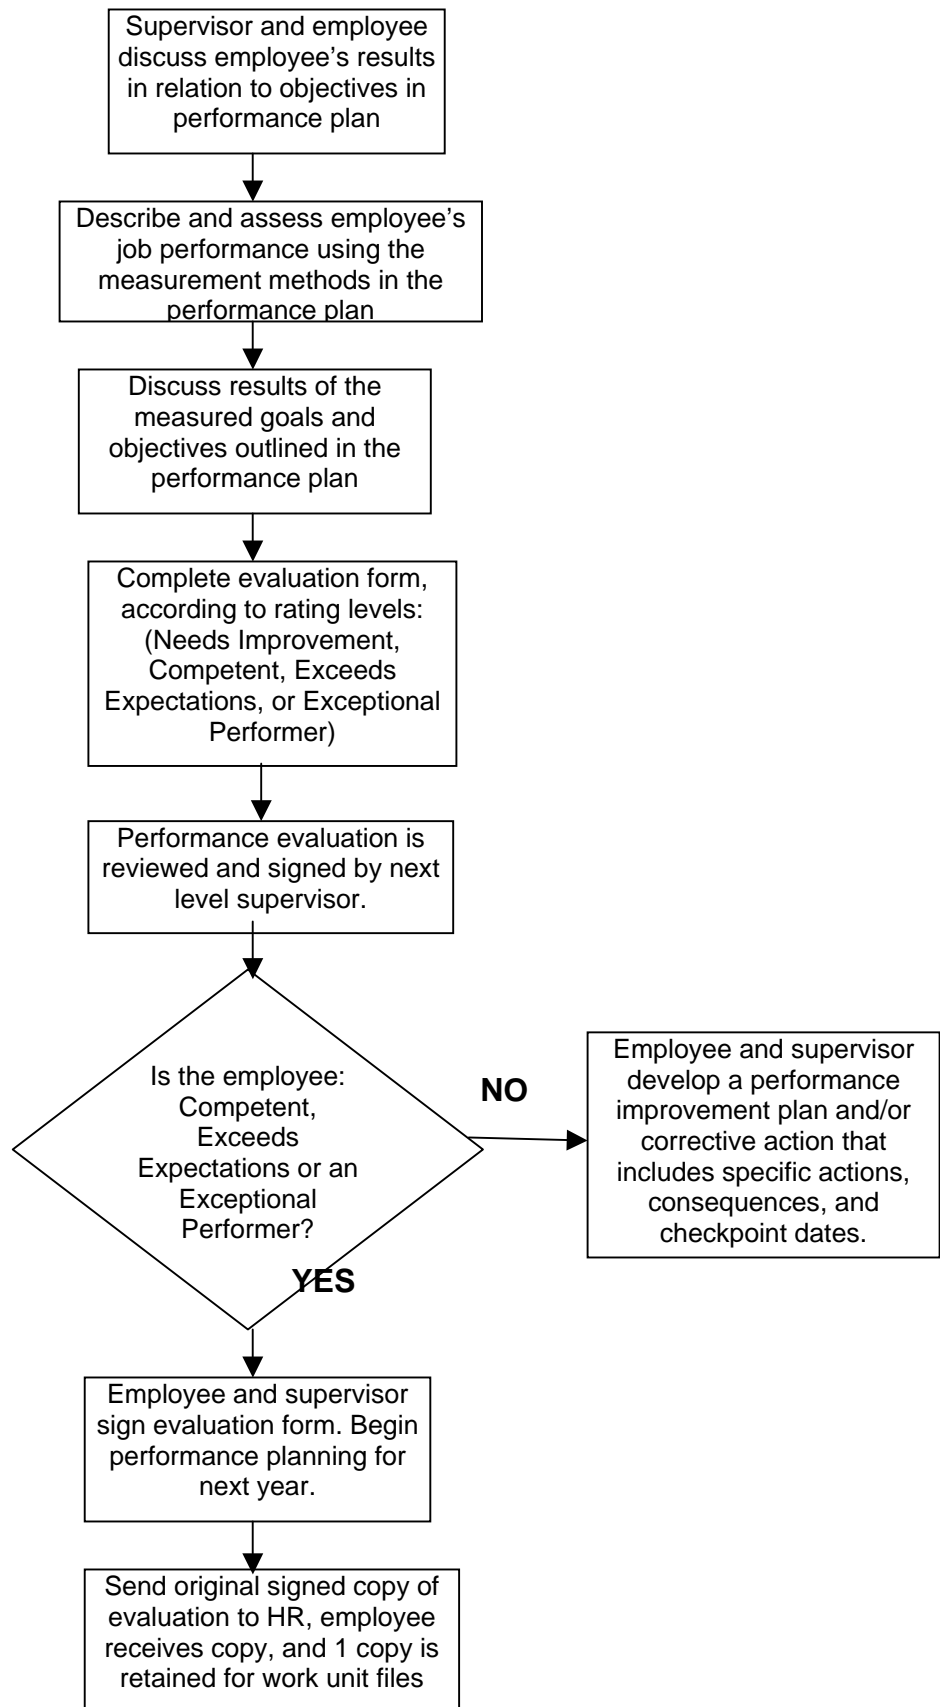 Supervisor and employee
discuss employee’s results
in relation to objectives in
performance plan
Describe and assess employee’s
job performance using the
measurement methods in the
performance plan
Discuss results of the
measured goals and
objectives outlined in the
performance plan
Complete evaluation form,
according to rating levels:
(Needs Improvement,
Competent, Exceeds
Expectations, or Exceptional
Performer)
Performance evaluation is
reviewed and signed by next
level supervisor.
Is the employee:
Competent,
Exceeds
Expectations or an
Exceptional
Performer?
NO
Employee and supervisor
develop a performance
improvement plan and/or
corrective action that
includes specific actions,
consequences, and
checkpoint dates.
YES
Employee and supervisor
sign evaluation form. Begin
performance planning for
next year.
Send original signed copy of
evaluation to HR, employee
receives copy, and 1 copy is
retained for work unit files